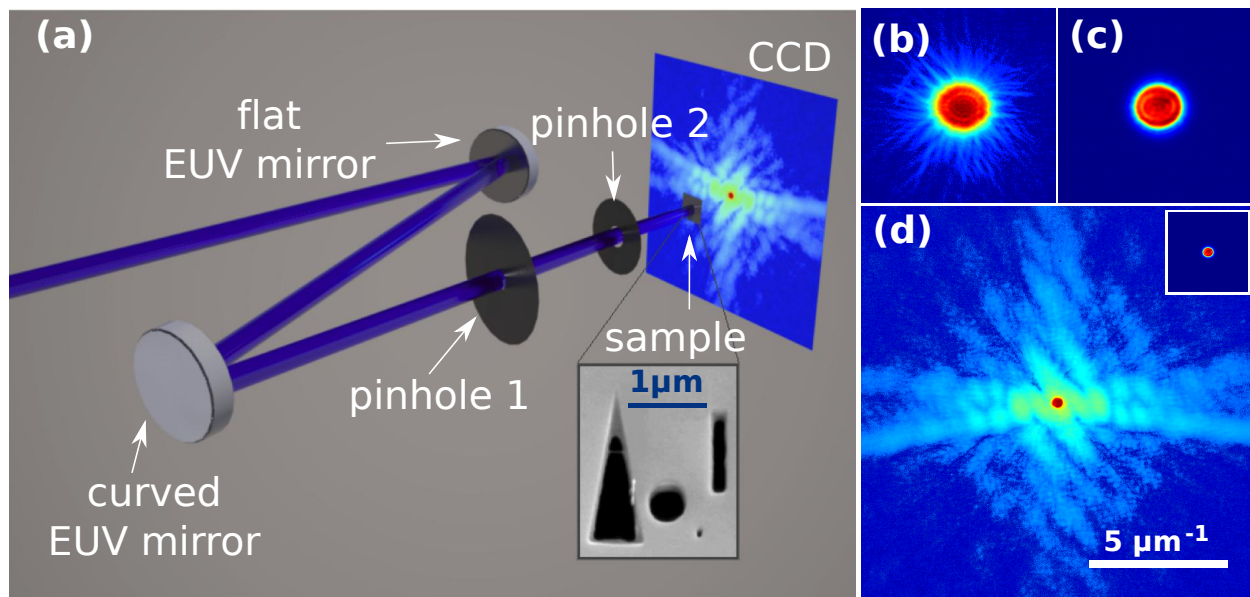 (a)
CCD
flat
EUV mirror
pinhole 2
pinhole 1
sample
1μm
curved
EUV mirror
(b)
(c)
(d)
5 μm-1